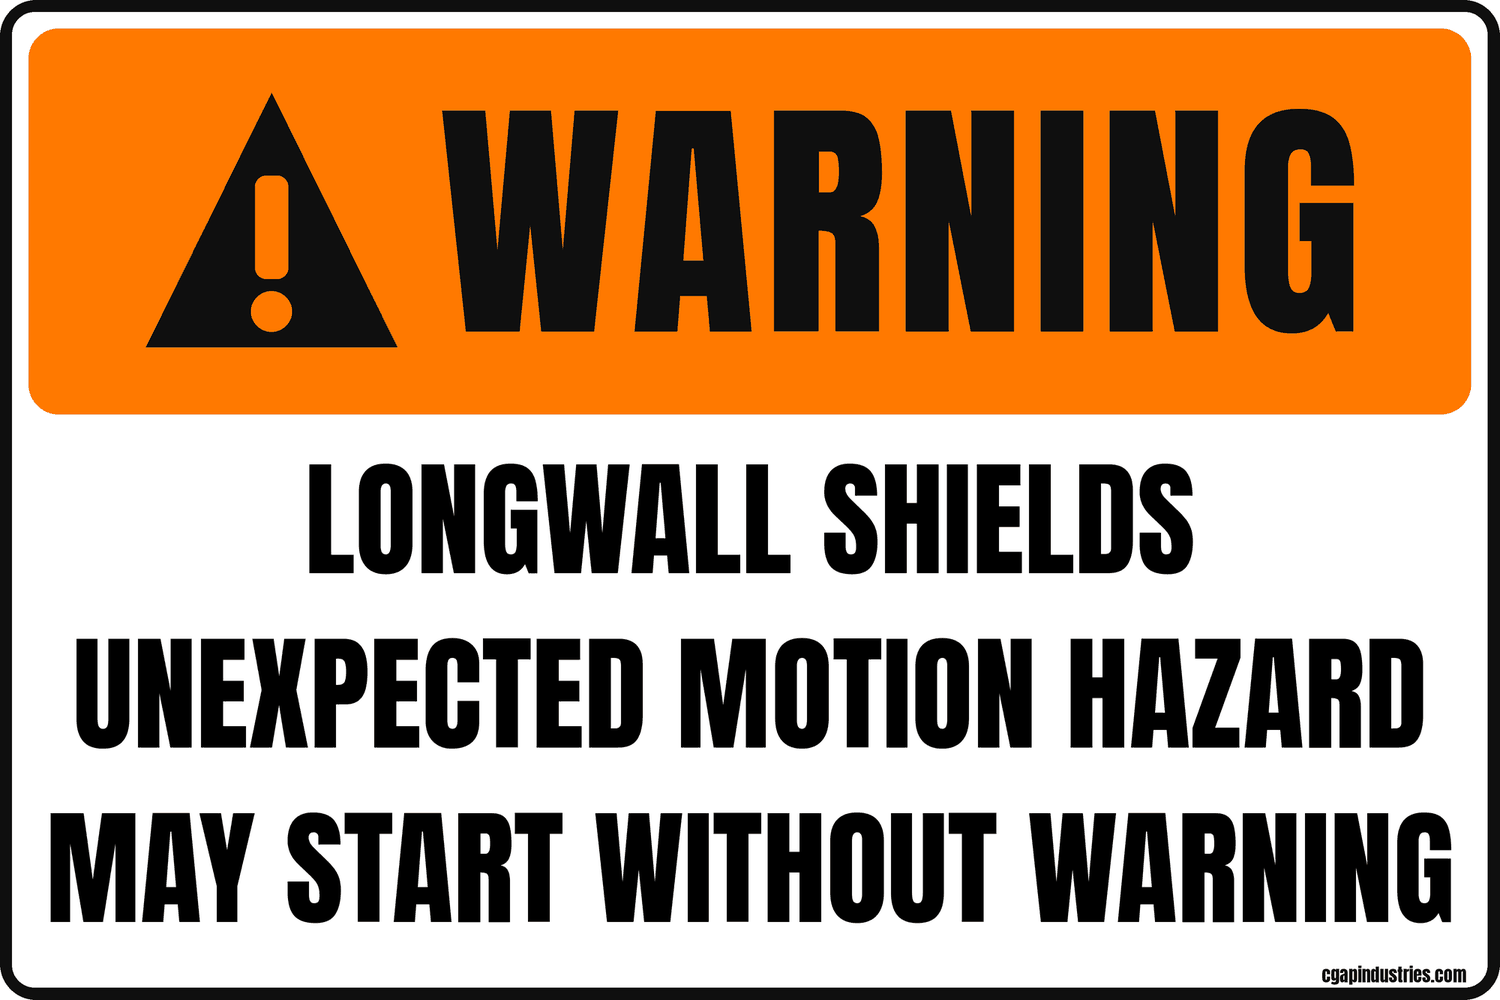 WARNING
LONGWALL SHIELDS
UNEXPECTED MOTION HAZARD
MAY START WITHOUT WARNING
cgapindustries.com